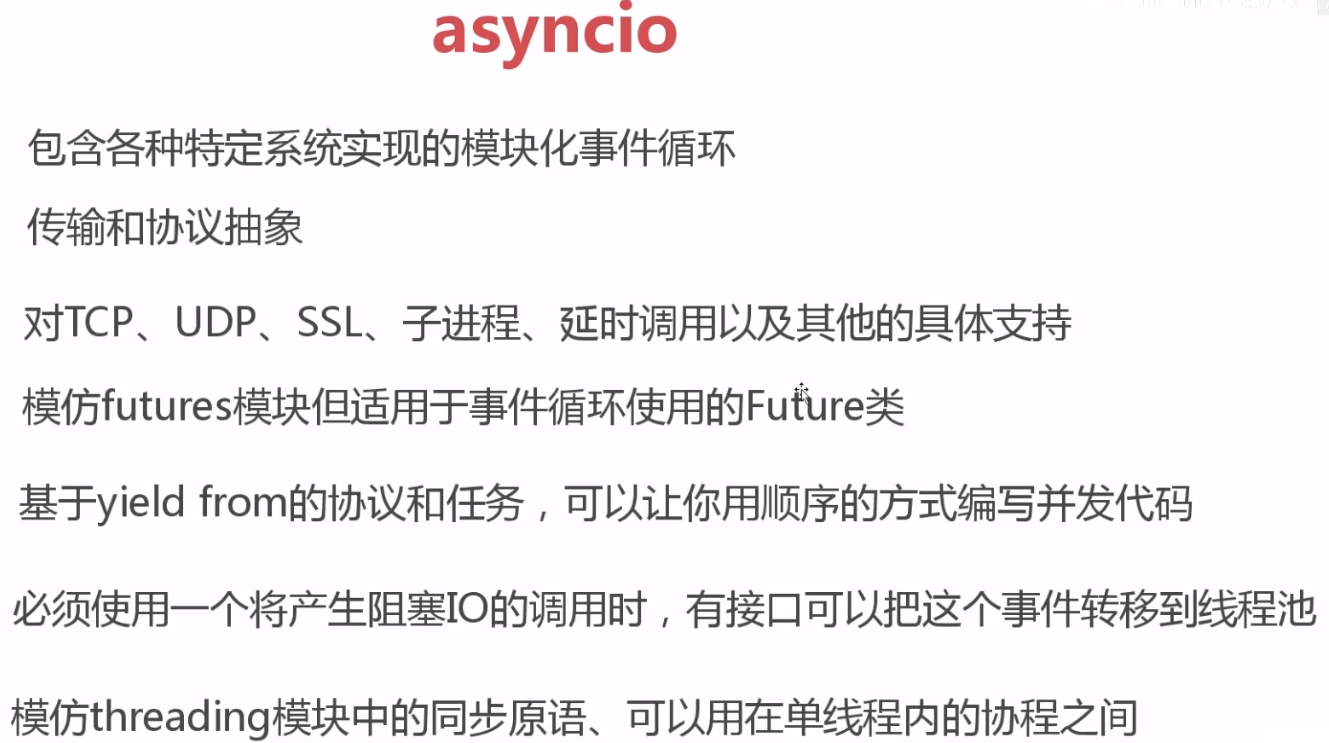 asyncio
包含各种特定系统实现的模块化事件循环
传输和协议抽象
对TCP、UDP、SSL、子进程、延时调用以及其他的具体支持
模仿futures模块但适用于事件循环使用的Future类
基于yield from的协议和任务，可以让你用顺序的方式编写并发代码
必须使用一个将产生阻塞IO的调用时，有接口可以把这个事件转移到线程池
模仿threading模块中的同步原语、可以用在单线程内的协程之间